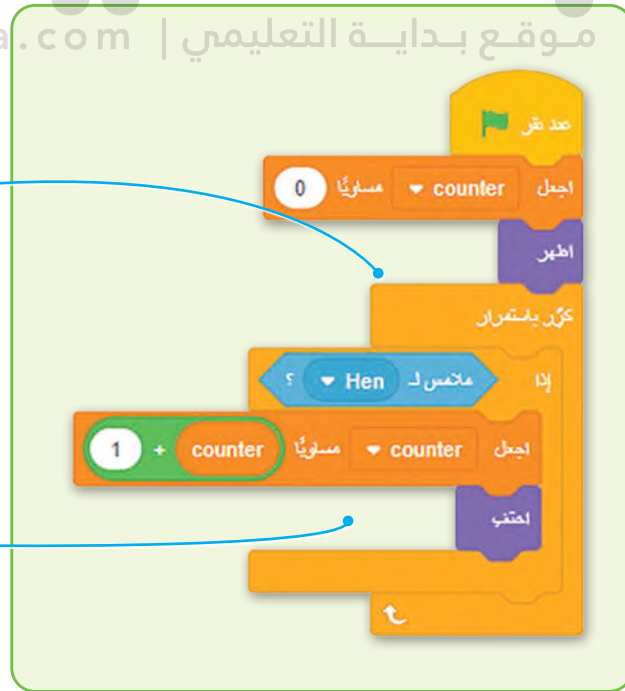 موقع بداية التعليمي | a.com
عند نقر
اجعل counter مساويًا 0
اظهر
كرّر باستمرار
إذا ملامس لـ Hen ؟
اجعل counter مساويًا counter + 1
اختف